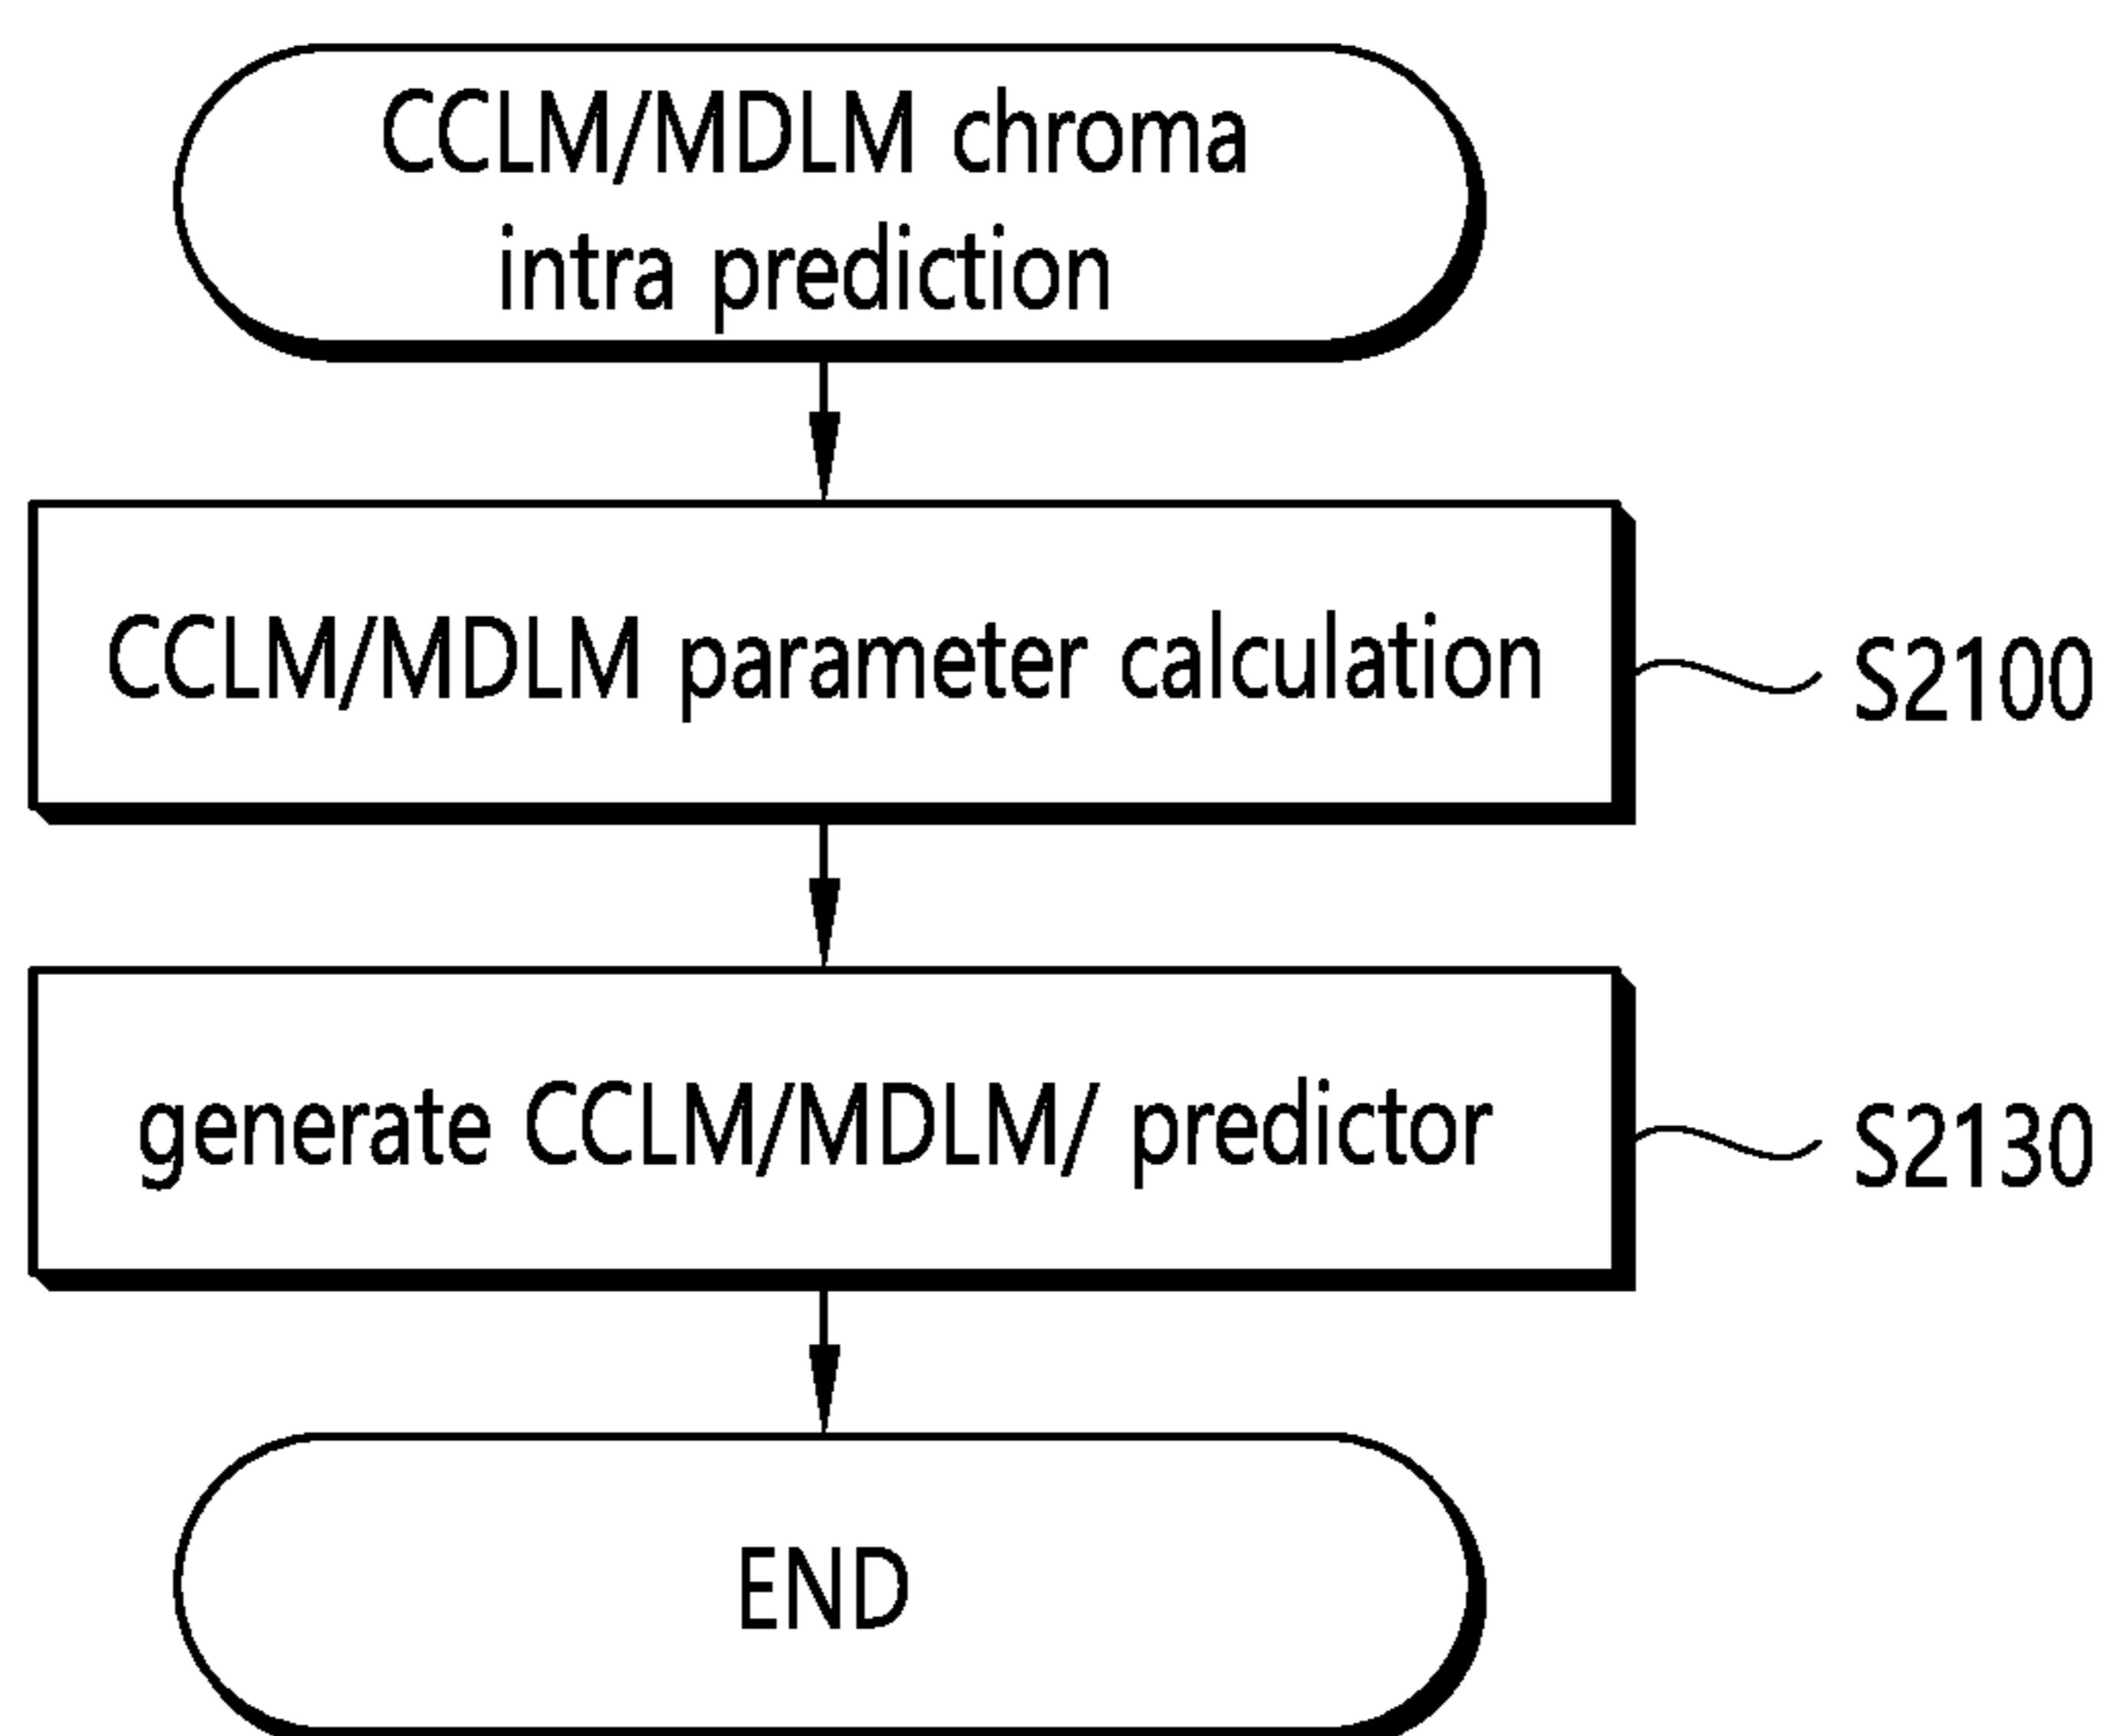 CCLM/MDLM chroma
intra prediction
CCLM/MDLM parameter calculation
S2100
generate CCLM/MDLM/ predictor
S2130
END